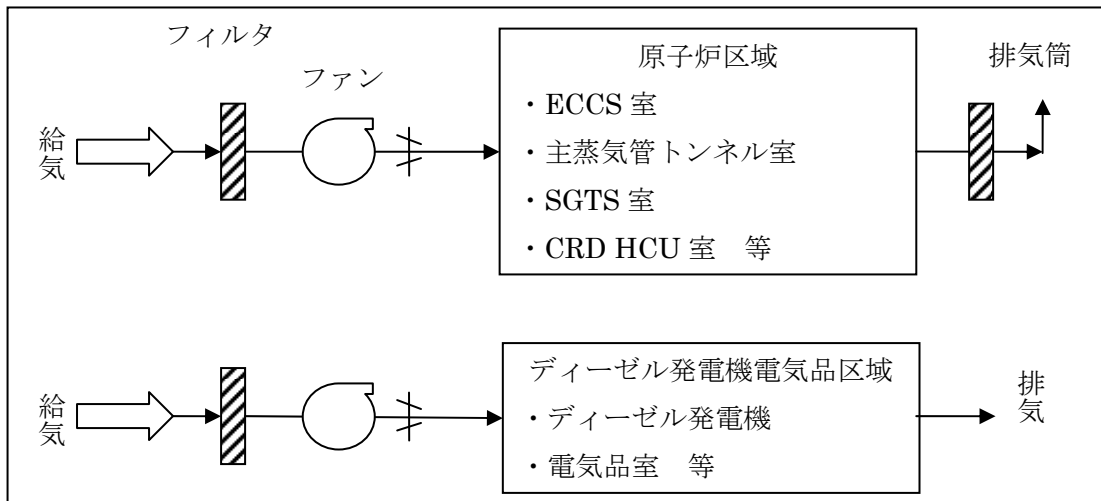 フィルタ
ファン
給気
原子炉区域
・ECCS 室
・主蒸気管トンネル室
・SGTS 室
・CRD HCU 室　等
排気筒
給気
ディーゼル発電機電気品区域
・ディーゼル発電機
・電気品室　等
排気